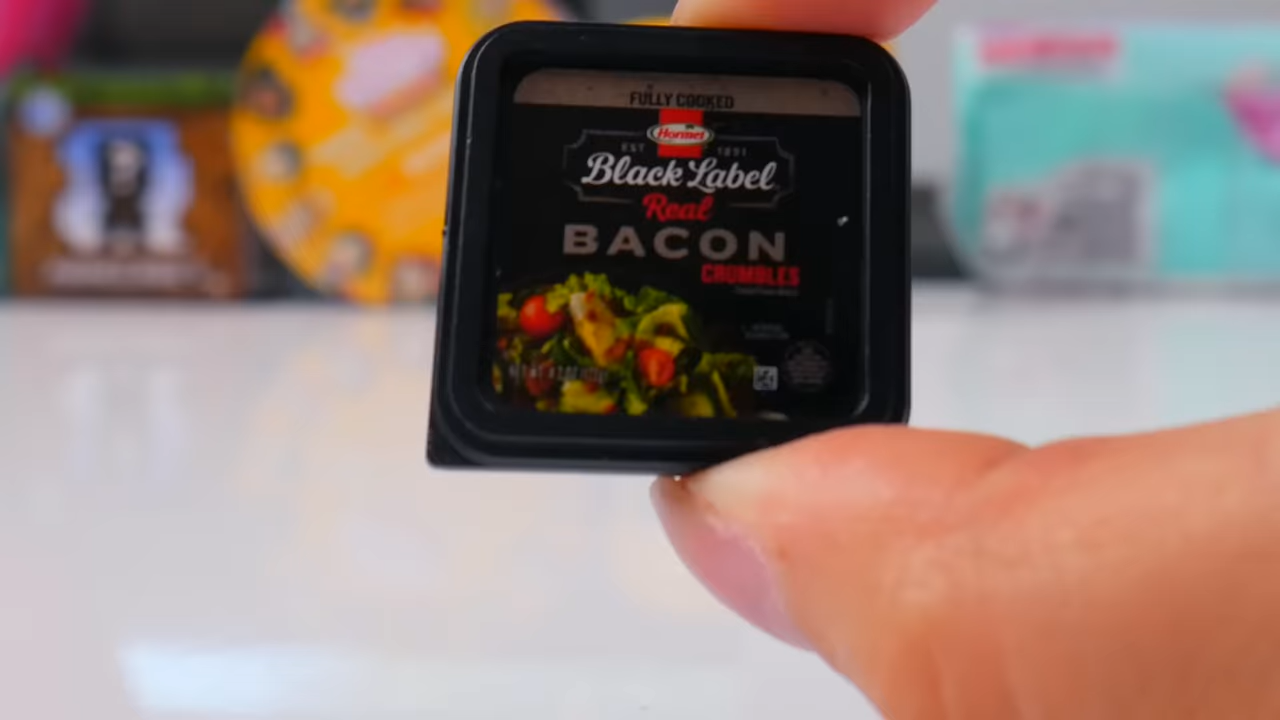 FULLY COOKED
Hormel
EST 1891
Black Label
Real
BACON
CRUMBLES